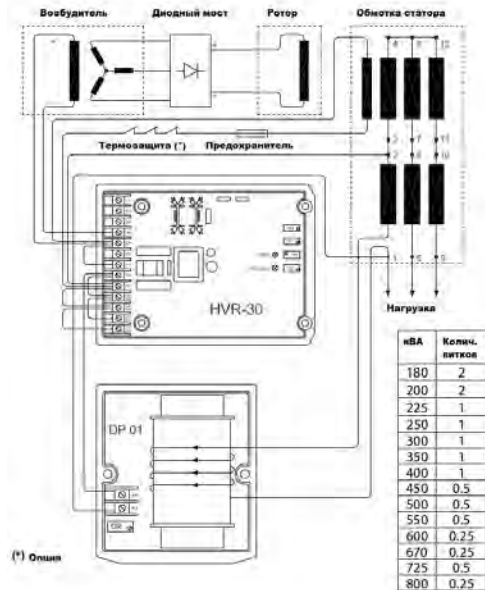 Возбудитель
Диодный мост
Ротор
Обмотка статора
4 8 12
Термозащита (*)
Предохранитель
3 7 11
2 6 10
HVR-30
1 5 9
Нагрузка
DP 01
(*) Опция
кВА Колич. витков
180 2
200 2
225 1
250 1
300 1
350 1
400 1
450 0.5
500 0.5
550 0.5
600 0.25
670 0.25
725 0.5
800 0.25